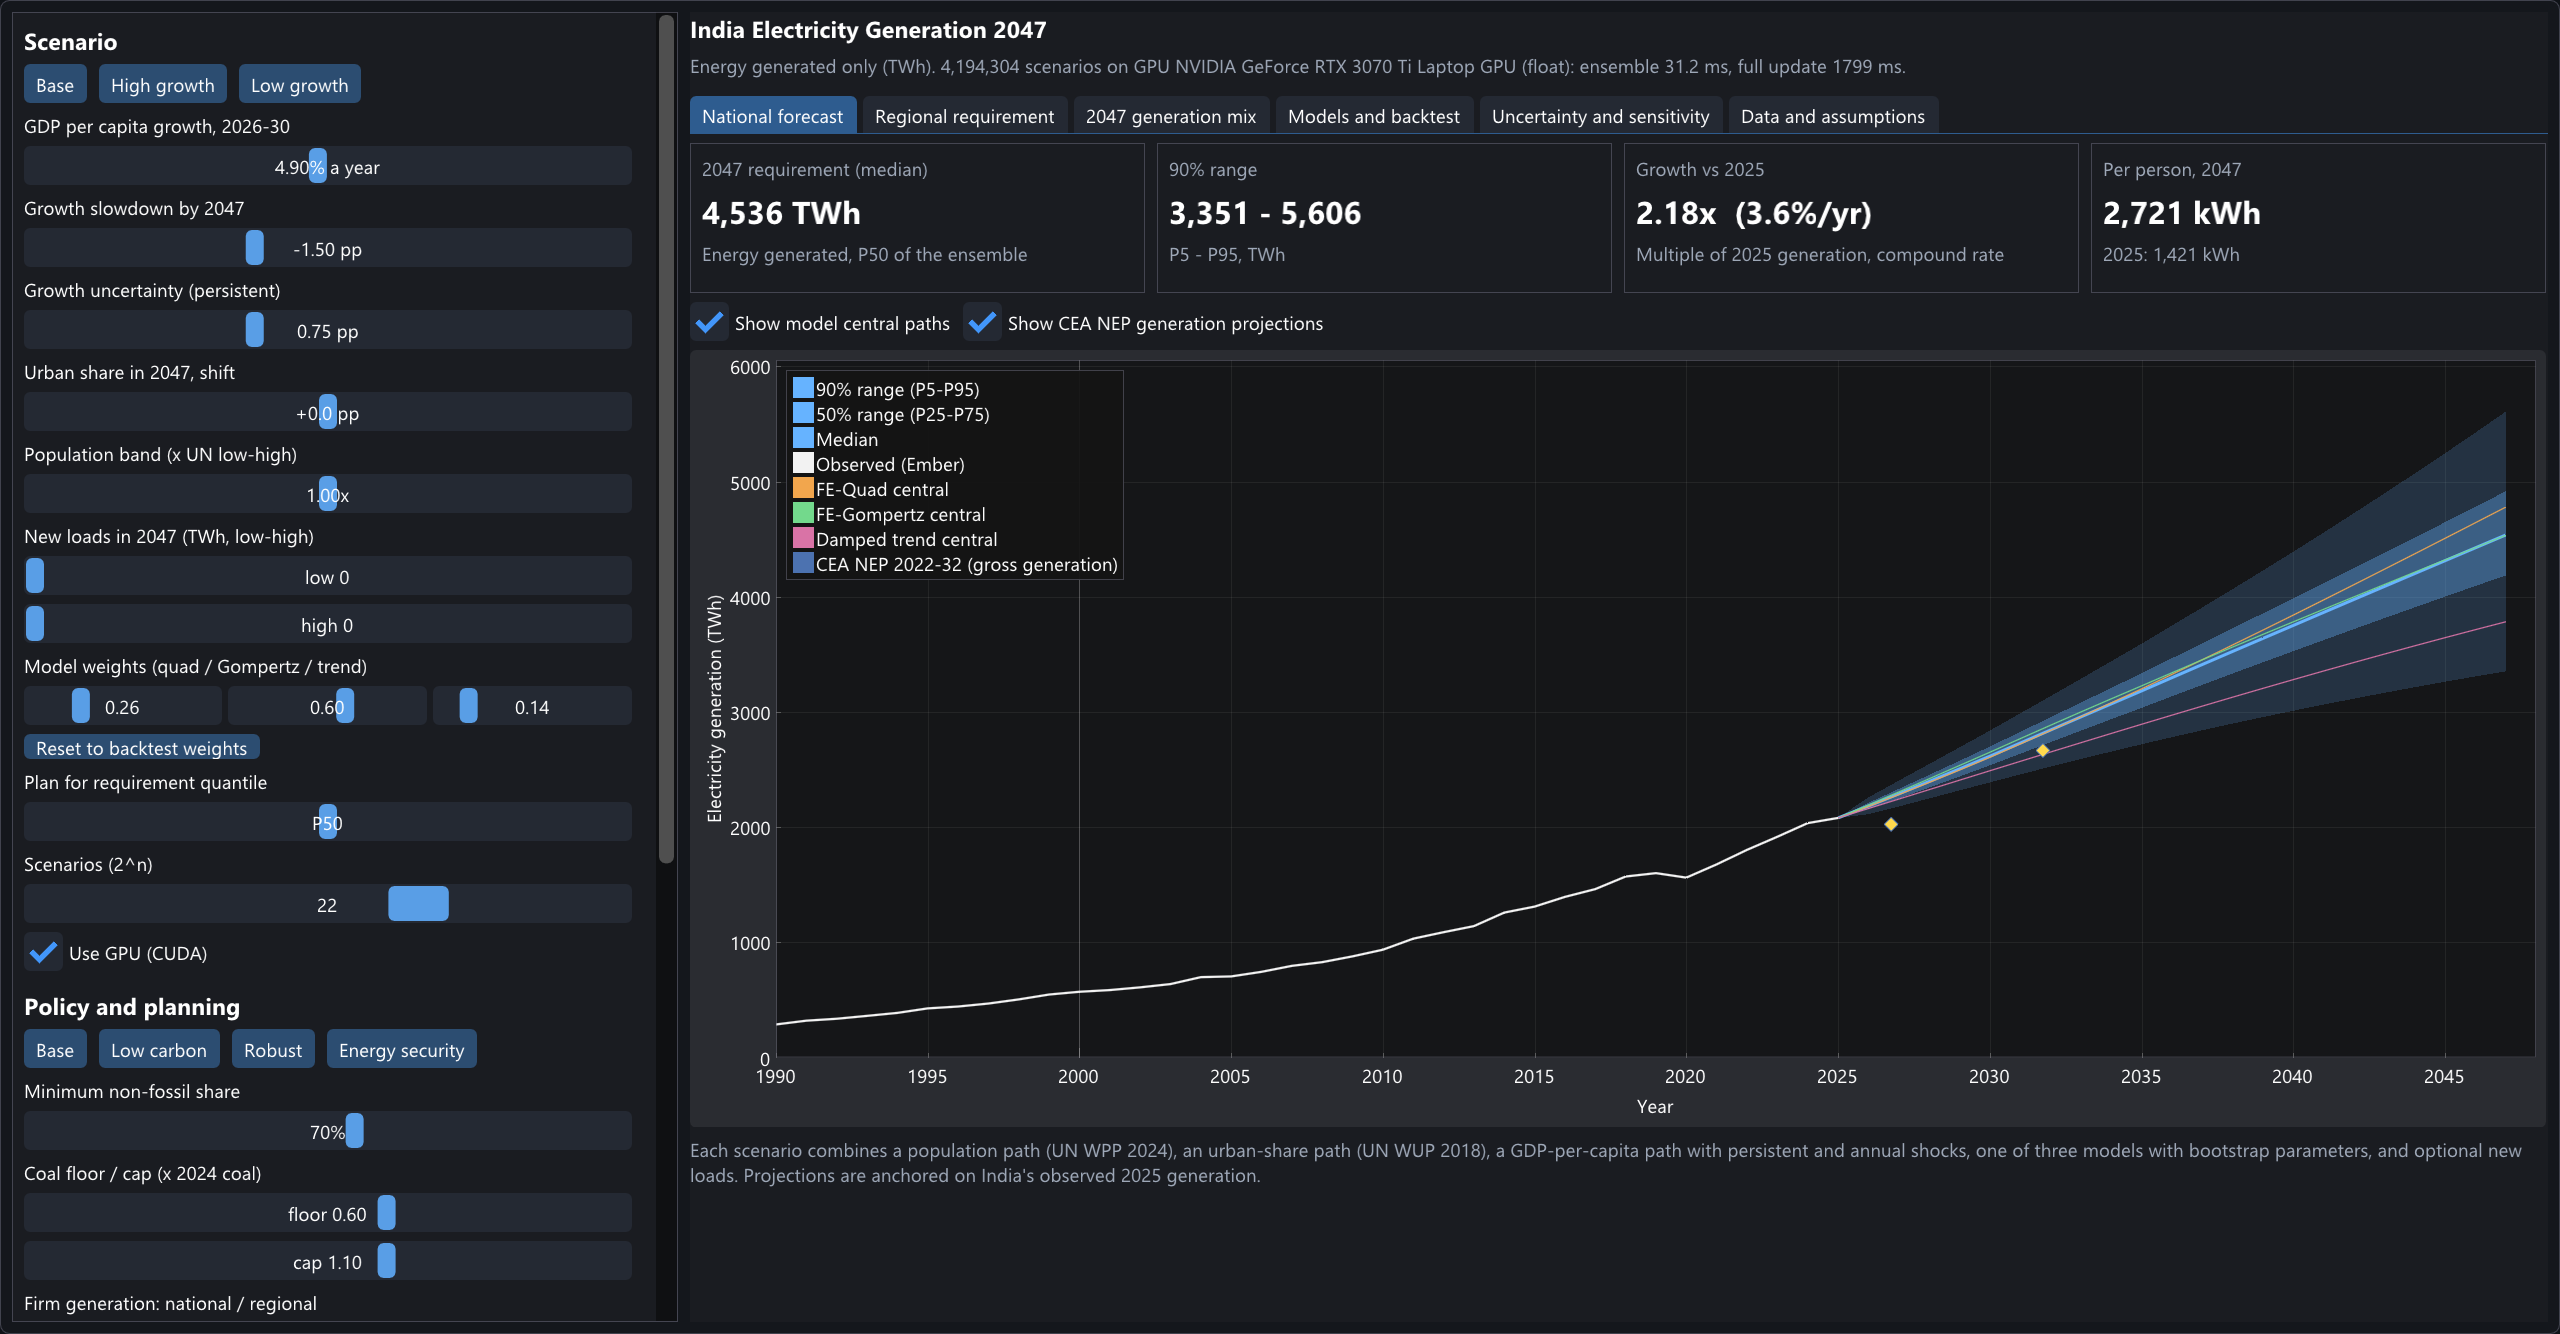 Scenario
Base
High growth
Low growth
GDP per capita growth, 2026-30
4.90% a year
Growth slowdown by 2047
-1.50 pp
Growth uncertainty (persistent)
0.75 pp
Urban share in 2047, shift
+0.0 pp
Population band (x UN low-high)
1.00x
New loads in 2047 (TWh, low-high)
low 0
high 0
Model weights (quad / Gompertz / trend)
0.26
0.60
0.14
Reset to backtest weights
Plan for requirement quantile
P50
Scenarios (2^n)
22
Use GPU (CUDA)
Policy and planning
Base
Low carbon
Robust
Energy security
Minimum non-fossil share
70%
Coal floor / cap (x 2024 coal)
floor 0.60
cap 1.10
Firm generation: national / regional
India Electricity Generation 2047
Energy generated only (TWh). 4,194,304 scenarios on GPU NVIDIA GeForce RTX 3070 Ti Laptop GPU (float): ensemble 31.2 ms, full update 1799 ms.
National forecast
Regional requirement
2047 generation mix
Models and backtest
Uncertainty and sensitivity
Data and assumptions
2047 requirement (median)
4,536 TWh
Energy generated, P50 of the ensemble
90% range
3,351 - 5,606
P5 - P95, TWh
Growth vs 2025
2.18x (3.6%/yr)
Multiple of 2025 generation, compound rate
Per person, 2047
2,721 kWh
2025: 1,421 kWh
Show model central paths
Show CEA NEP generation projections
90% range (P5-P95)
50% range (P25-P75)
Median
Observed (Ember)
FE-Quad central
FE-Gompertz central
Damped trend central
CEA NEP 2022-32 (gross generation)
Electricity generation (TWh)
6000
5000
4000
3000
2000
1000
0
1990
1995
2000
2005
2010
2015
2020
2025
2030
2035
2040
2045
Year
Each scenario combines a population path (UN WPP 2024), an urban-share path (UN WUP 2018), a GDP-per-capita path with persistent and annual shocks, one of three models with bootstrap parameters, and optional new
loads. Projections are anchored on India's observed 2025 generation.